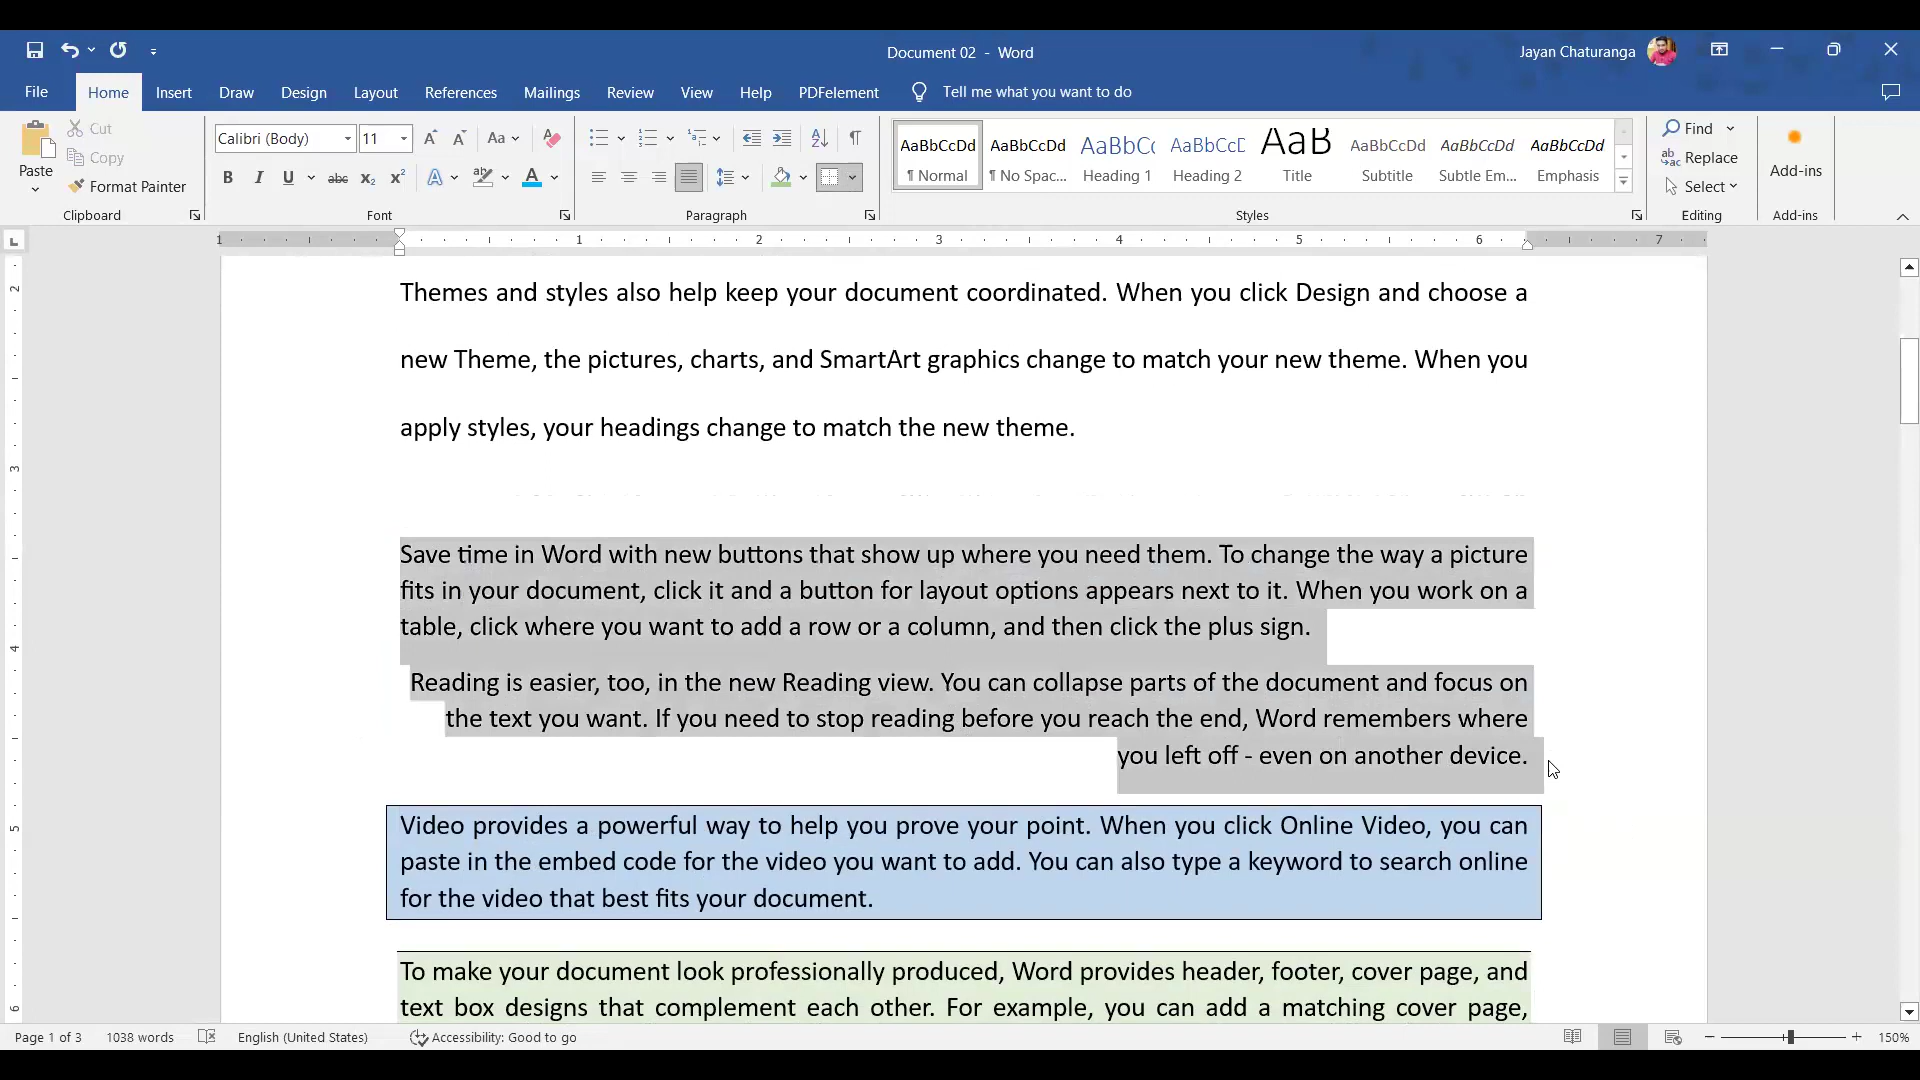 Document 02 - Word
Jayan Chaturanga
File Home Insert Draw Design Layout References Mailings Review View Help PDFelement Tell me what you want to do
Paste
Cut
Copy
Format Painter
Clipboard
Calibri (Body) 11
Font
Paragraph
AaBbCcDd AaBbCcDd AaBbC AaBbCcC AaB AaBbCcDd AaBbCcDd AaBbCcDd
¶ Normal ¶ No Spac... Heading 1 Heading 2 Title Subtitle Subtle Em... Emphasis
Styles
Find
Replace
Select
Editing
Add-ins
Add-ins
1 1 2 3 4 5 6 7
2
3
4
5
6
Themes and styles also help keep your document coordinated. When you click Design and choose a
new Theme, the pictures, charts, and SmartArt graphics change to match your new theme. When you
apply styles, your headings change to match the new theme.
Save time in Word with new buttons that show up where you need them. To change the way a picture
fits in your document, click it and a button for layout options appears next to it. When you work on a
table, click where you want to add a row or a column, and then click the plus sign.
Reading is easier, too, in the new Reading view. You can collapse parts of the document and focus on
the text you want. If you need to stop reading before you reach the end, Word remembers where
you left off - even on another device.
Video provides a powerful way to help you prove your point. When you click Online Video, you can
paste in the embed code for the video you want to add. You can also type a keyword to search online
for the video that best fits your document.
To make your document look professionally produced, Word provides header, footer, cover page, and
text box designs that complement each other. For example, you can add a matching cover page,
Page 1 of 3 1038 words English (United States) Accessibility: Good to go 150%